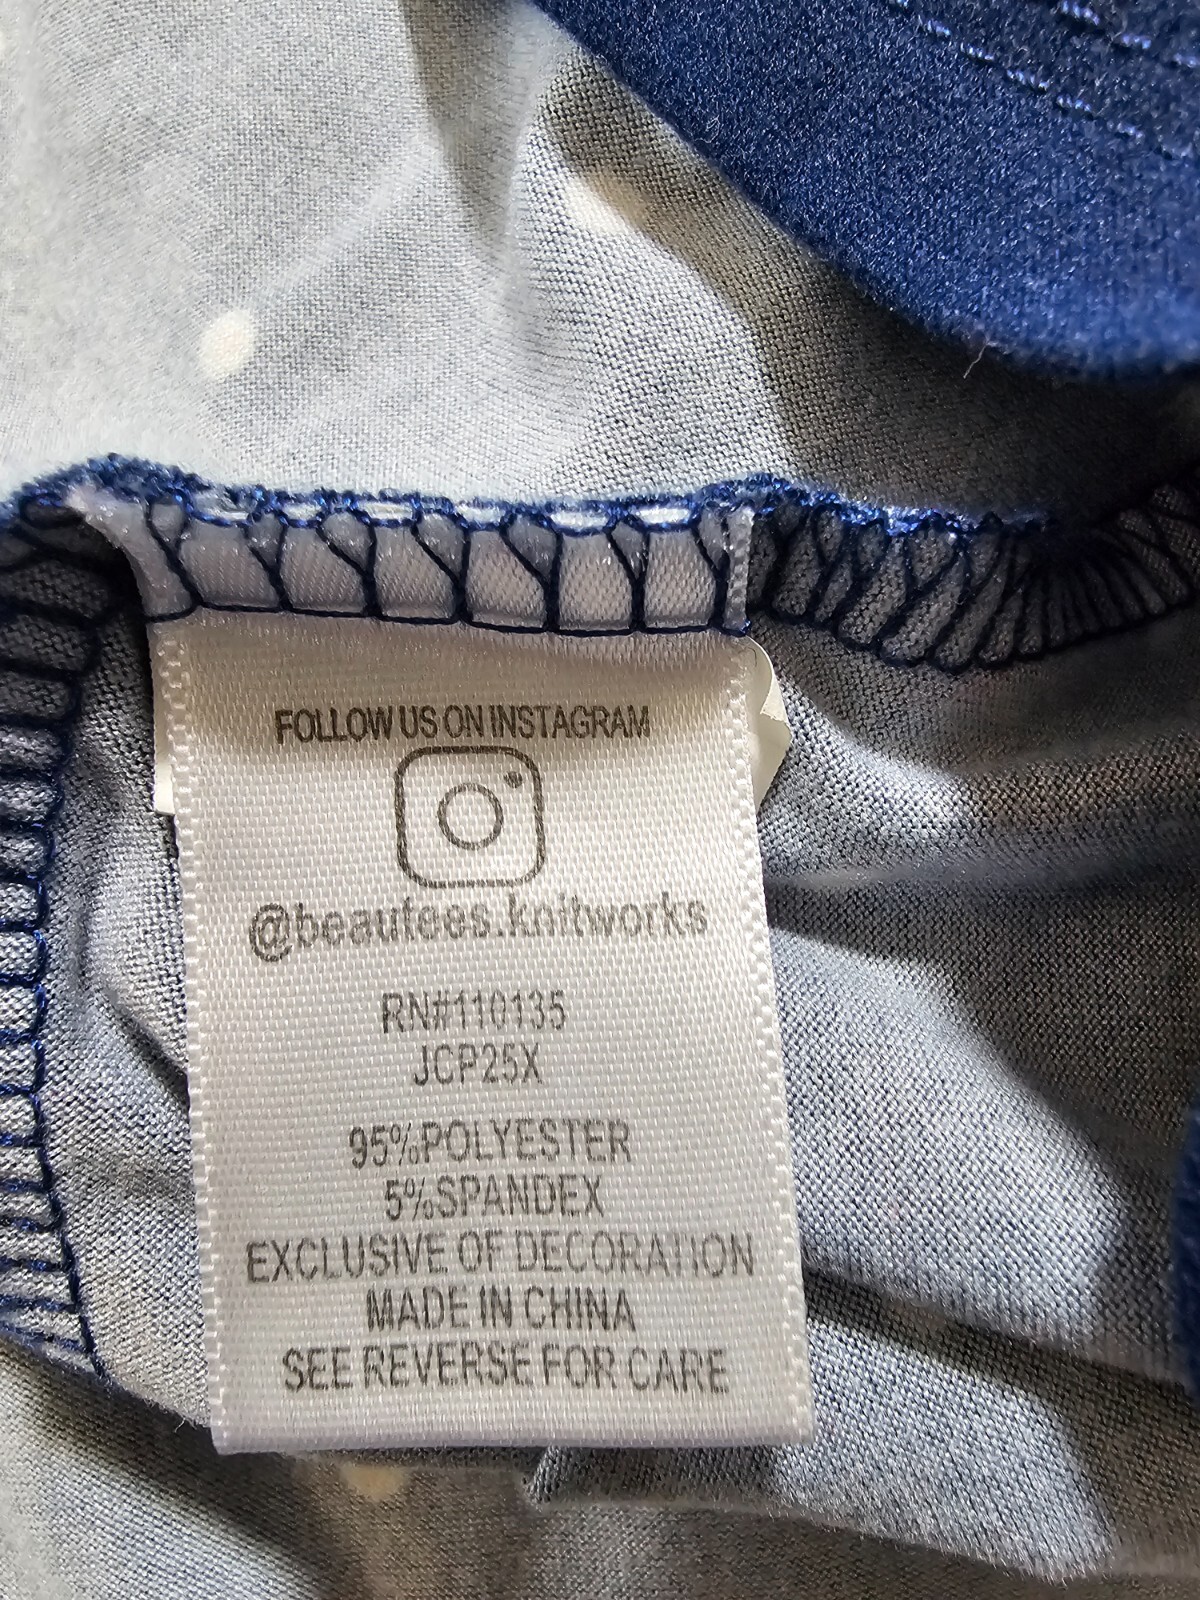 FOLLOW US ON INSTAGRAM
@beautees.knitworks
RN#110135
JCP25X
95%POLYESTER
5%SPANDEX
EXCLUSIVE OF DECORATION
MADE IN CHINA
SEE REVERSE FOR CARE